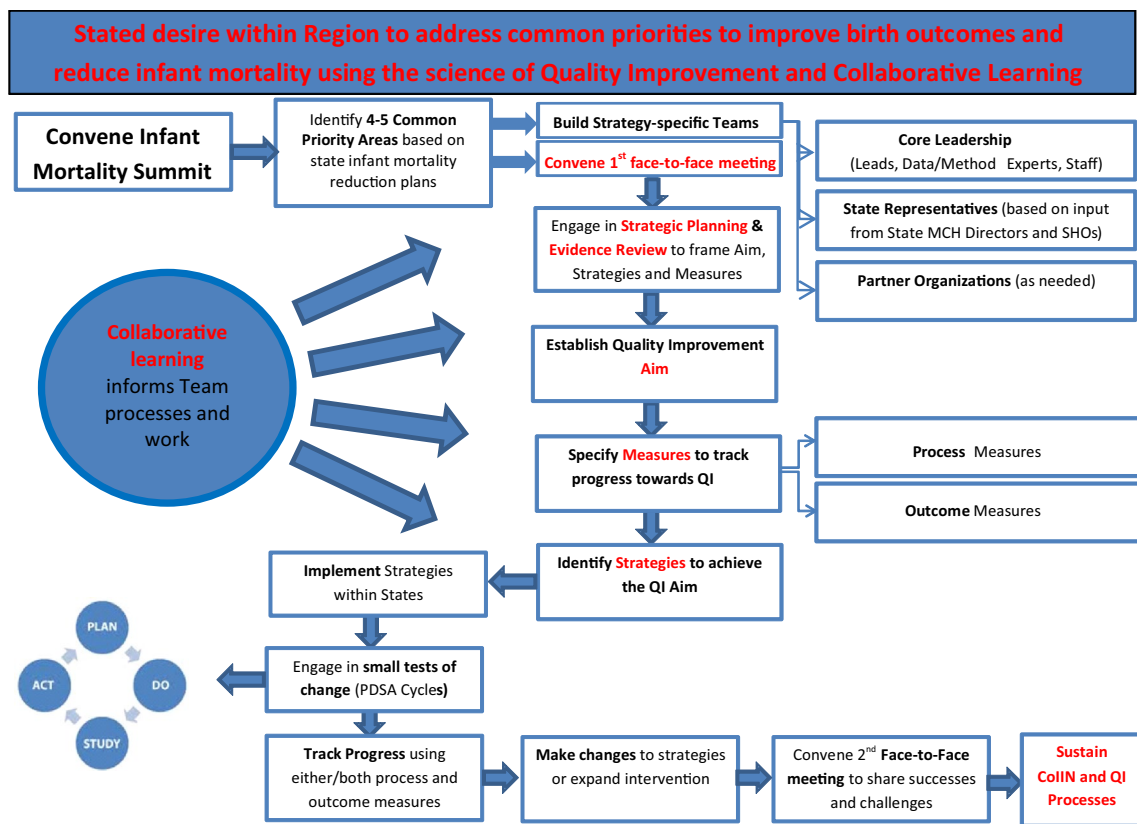 Stated desire within Region to address common priorities to improve birth outcomes and
reduce infant mortality using the science of Quality Improvement and Collaborative Learning
Convene Infant
Mortality Summit
Identify 4-5 Common
Priority Areas based on
state infant mortality
reduction plans
Build Strategy-specific Teams
Convene 1st face-to-face meeting
Core Leadership
(Leads, Data/Method Experts, Staff)
State Representatives (based on input
from State MCH Directors and SHOs)
Partner Organizations (as needed)
Engage in Strategic Planning &
Evidence Review to frame Aim,
Strategies and Measures
Collaborative
learning
informs Team
processes and
work
Establish Quality Improvement
Aim
Specify Measures to track
progress towards QI
Process Measures
Outcome Measures
Identify Strategies to achieve
the QI Aim
Implement Strategies
within States
Engage in small tests of
change (PDSA Cycles)
PLAN
DO
STUDY
ACT
Track Progress using
either/both process and
outcome measures
Make changes to strategies
or expand intervention
Convene 2nd Face-to-Face
meeting to share successes
and challenges
Sustain
CoIIN and QI
Processes